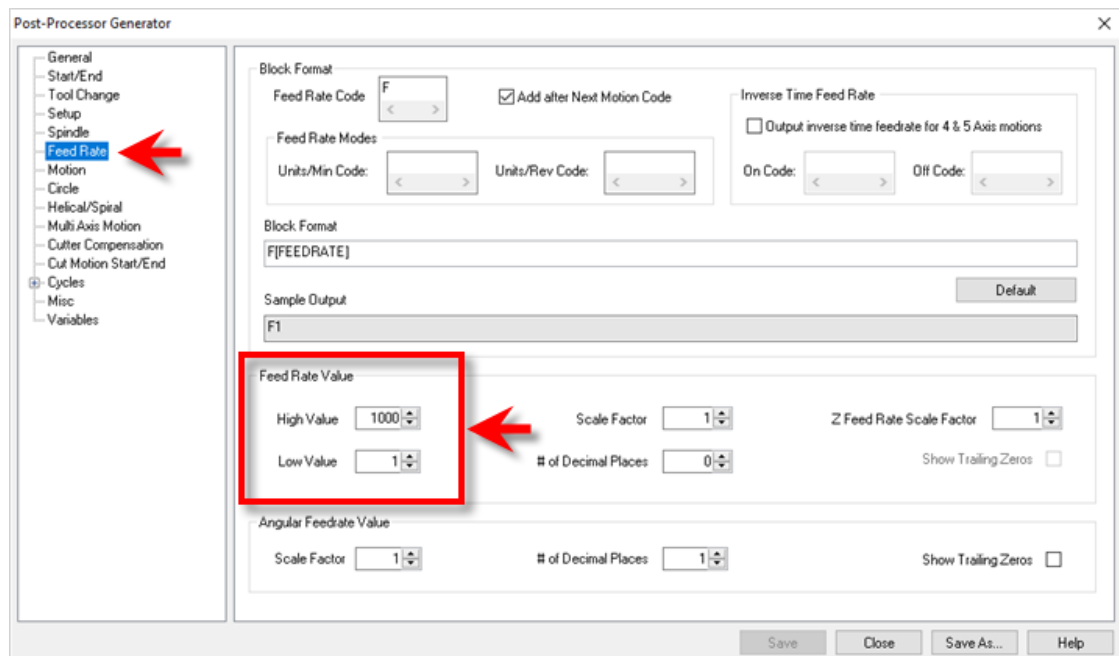 Post-Processor Generator
General
Start/End
Tool Change
Setup
Spindle
Feed Rate
Motion
Circle
Helical/Spiral
Multi Axis Motion
Cutter Compensation
Cut Motion Start/End
Cycles
Misc
Variables
Block Format
Feed Rate Code F
Add after Next Motion Code
Inverse Time Feed Rate
Output inverse time feedrate for 4 & 5 Axis motions
On Code: Off Code:
Feed Rate Modes
Units/Min Code: Units/Rev Code:
Block Format
F[FEEDRATE]
Default
Sample Output
F1
Feed Rate Value
High Value 1000 Scale Factor 1 Z Feed Rate Scale Factor 1
Low Value 1 # of Decimal Places 0 Show Trailing Zeros
Angular Feedrate Value
Scale Factor 1 # of Decimal Places 1 Show Trailing Zeros
Save Close Save As... Help